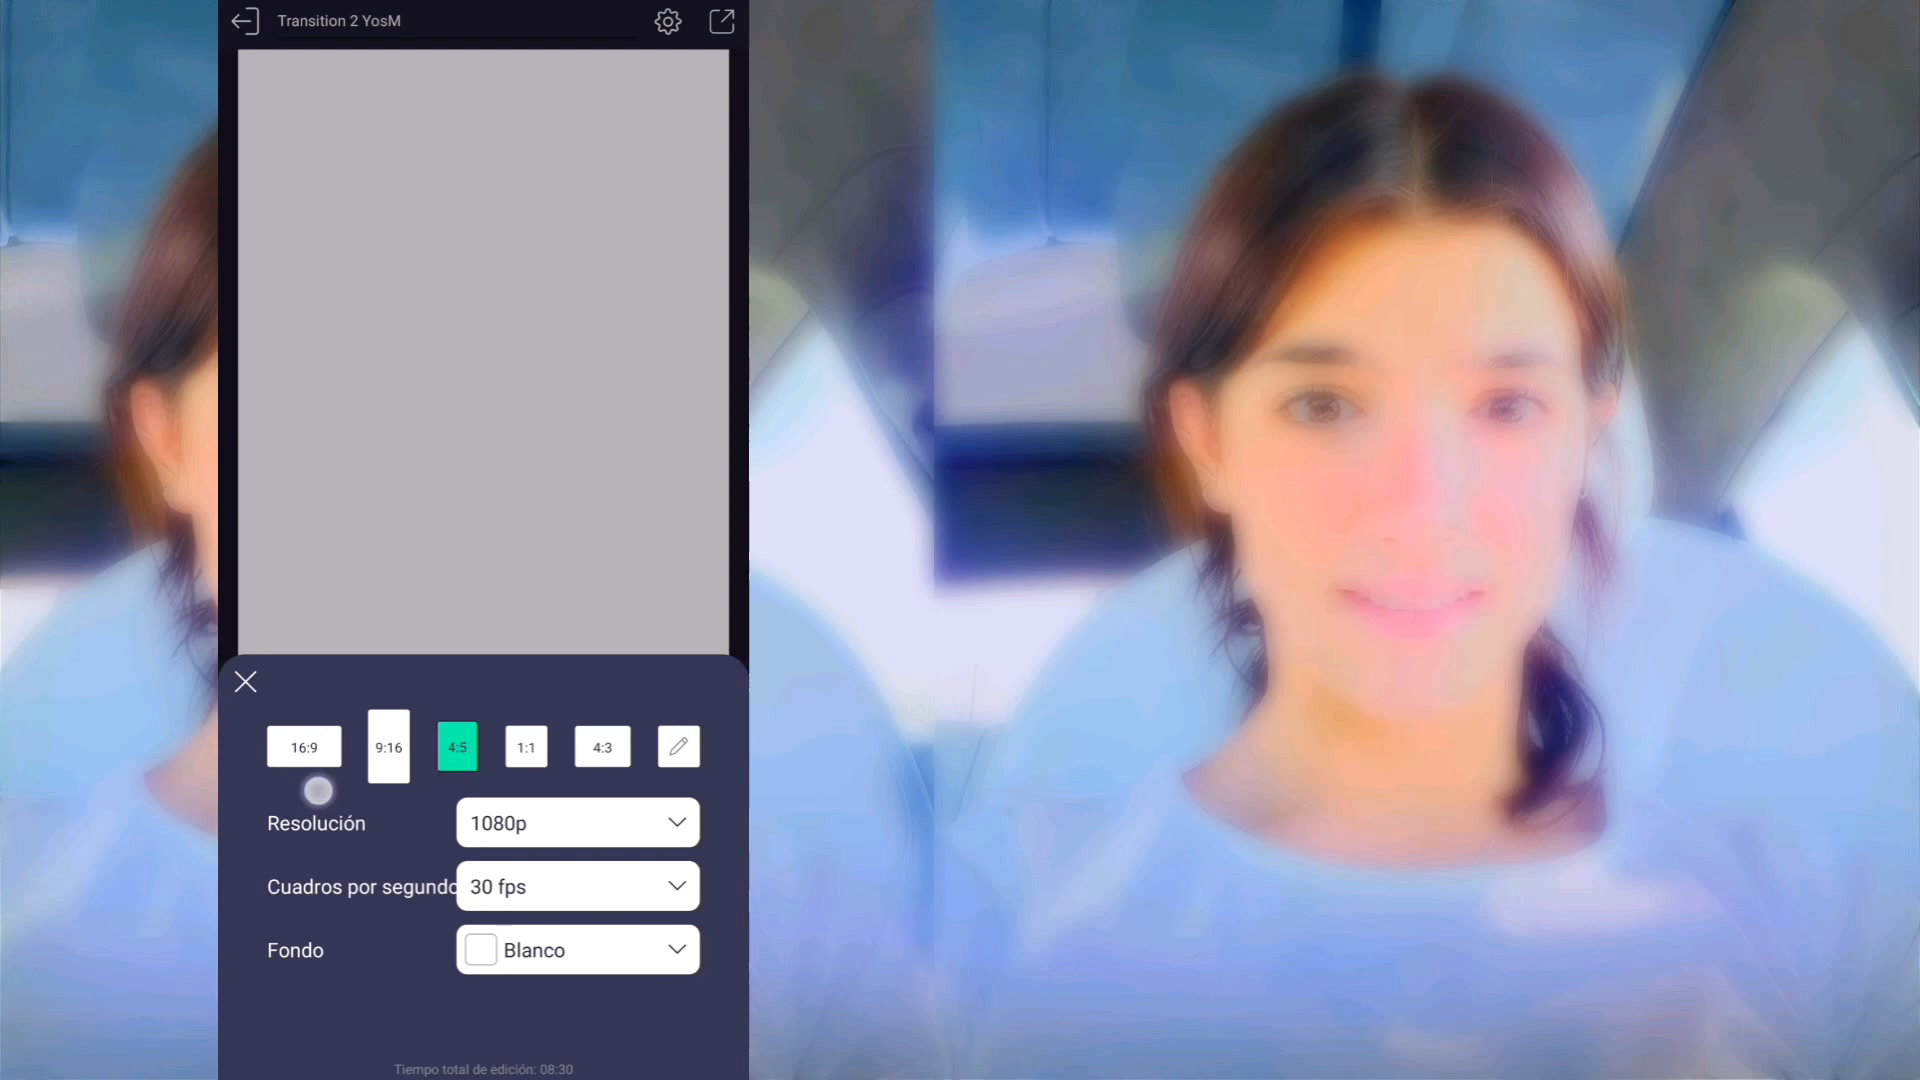 Transition 2 YosM
16:9
9:16
4:5
1:1
4:3
Resolución
1080p
Cuadros por segundo
30 fps
Fondo
Blanco
Tiempo total de edición: 08:30